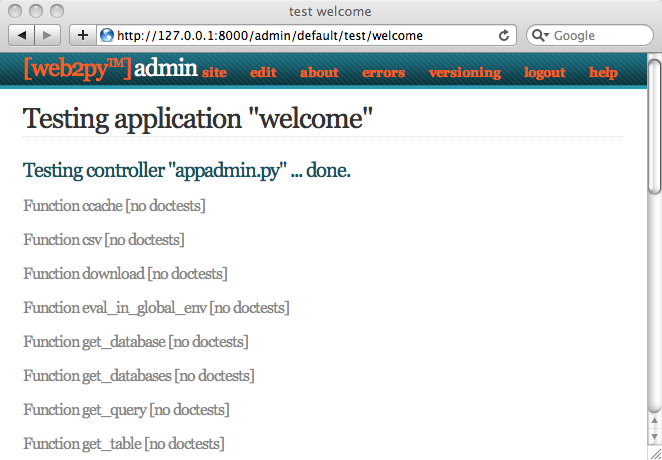 test welcome
http://127.0.0.1:8000/admin/default/test/welcome
Google
[web2py™] admin site edit about errors versioning logout help
Testing application "welcome"
Testing controller "appadmin.py" ... done.
Function ccache [no doctests]
Function csv [no doctests]
Function download [no doctests]
Function eval_in_global_env [no doctests]
Function get_database [no doctests]
Function get_databases [no doctests]
Function get_query [no doctests]
Function get_table [no doctests]